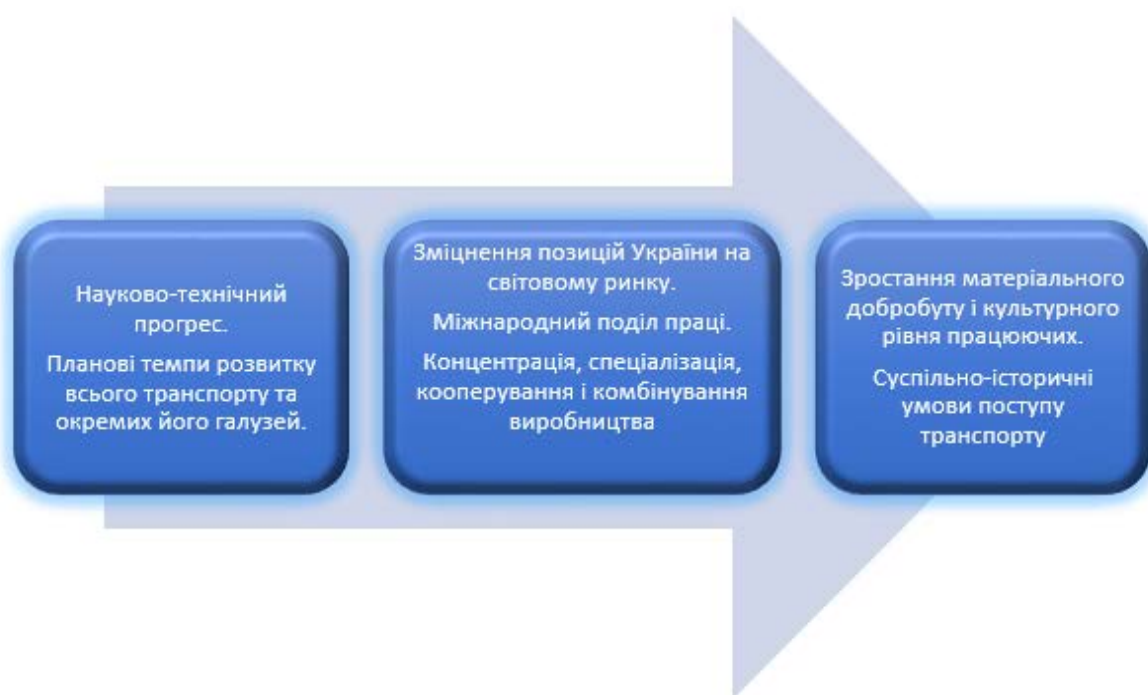 Науково-технічний
прогрес.
Планові темпи розвитку
всього транспорту та
окремих його галузей.
Зміцнення позицій України на
світовому ринку.
Міжнародний поділ праці.
Концентрація, спеціалізація,
кооперування і комбінування
виробництва
Зростання матеріального
добробуту і культурного
рівня працюючих.
Суспільно-історичні
умови поступу
транспорту